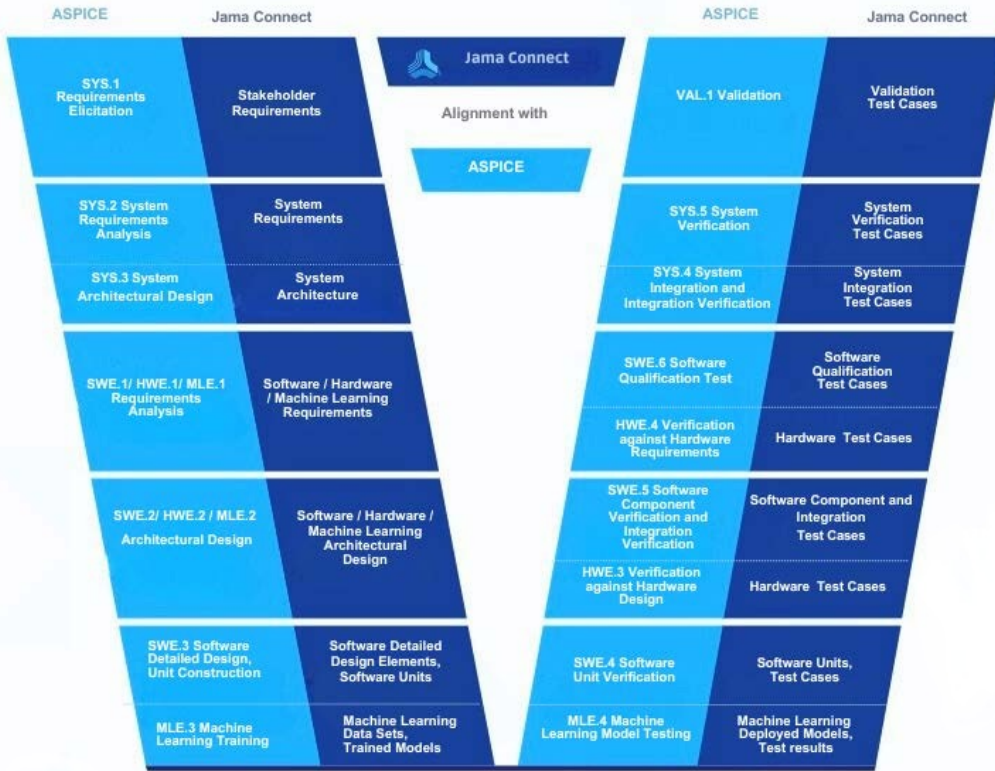 ASPICE
Jama Connect
SYS.1
Requirements
Elicitation
Stakeholder
Requirements
SYS.2 System
Requirements
Analysis
System
Requirements
SYS.3 System
Architectural Design
System
Architecture
SWE.1/ HWE.1/ MLE.1
Requirements
Analysis
Software / Hardware
/ Machine Learning
Requirements
SWE.2/ HWE.2 / MLE.2
Architectural Design
Software / Hardware /
Machine Learning
Architectural
Design
SWE.3 Software
Detailed Design,
Unit Construction
Software Detailed
Design Elements,
Software Units
MLE.3 Machine
Learning Training
Machine Learning
Data Sets,
Trained Models
Jama Connect
Alignment with
ASPICE
ASPICE
Jama Connect
VAL.1 Validation
Validation
Test Cases
SYS.5 System
Verification
System
Verification
Test Cases
SYS.4 System
Integration and
Integration Verification
System
Integration
Test Cases
SWE.6 Software
Qualification Test
Software
Qualification
Test Cases
HWE.4 Verification
against Hardware
Requirements
Hardware Test Cases
SWE.5 Software
Component
Verification and
Integration
Verification
Software Component and
Integration
Test Cases
HWE.3 Verification
against Hardware
Design
Hardware Test Cases
SWE.4 Software
Unit Verification
Software Units,
Test Cases
MLE.4 Machine
Learning Model Testing
Machine Learning
Deployed Models,
Test results